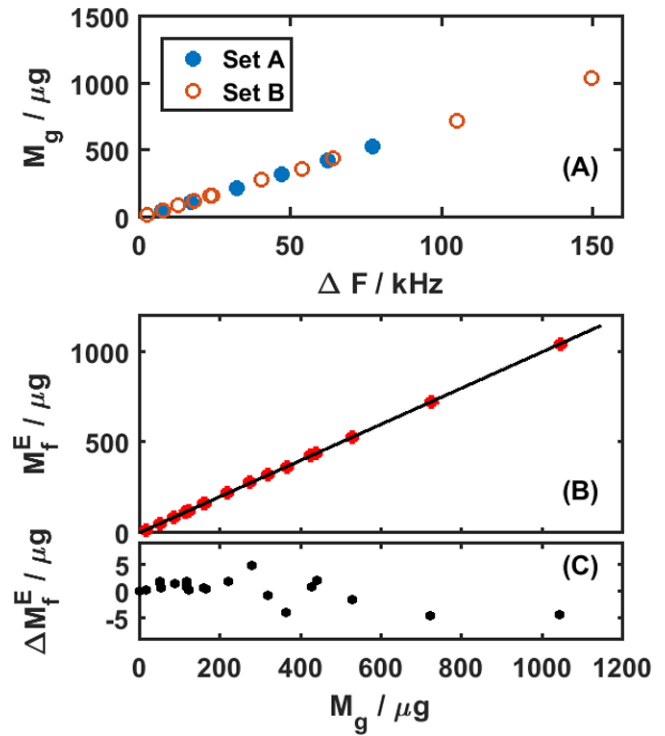 1500
1000
500
0
M_g / μg
Set A
Set B
(A)
0 50 100 150
Δ F / kHz
1000
500
0
M_f^E / μg
(B)
5
0
-5
ΔM_f^E / μg
(C)
0 200 400 600 800 1000 1200
M_g / μg